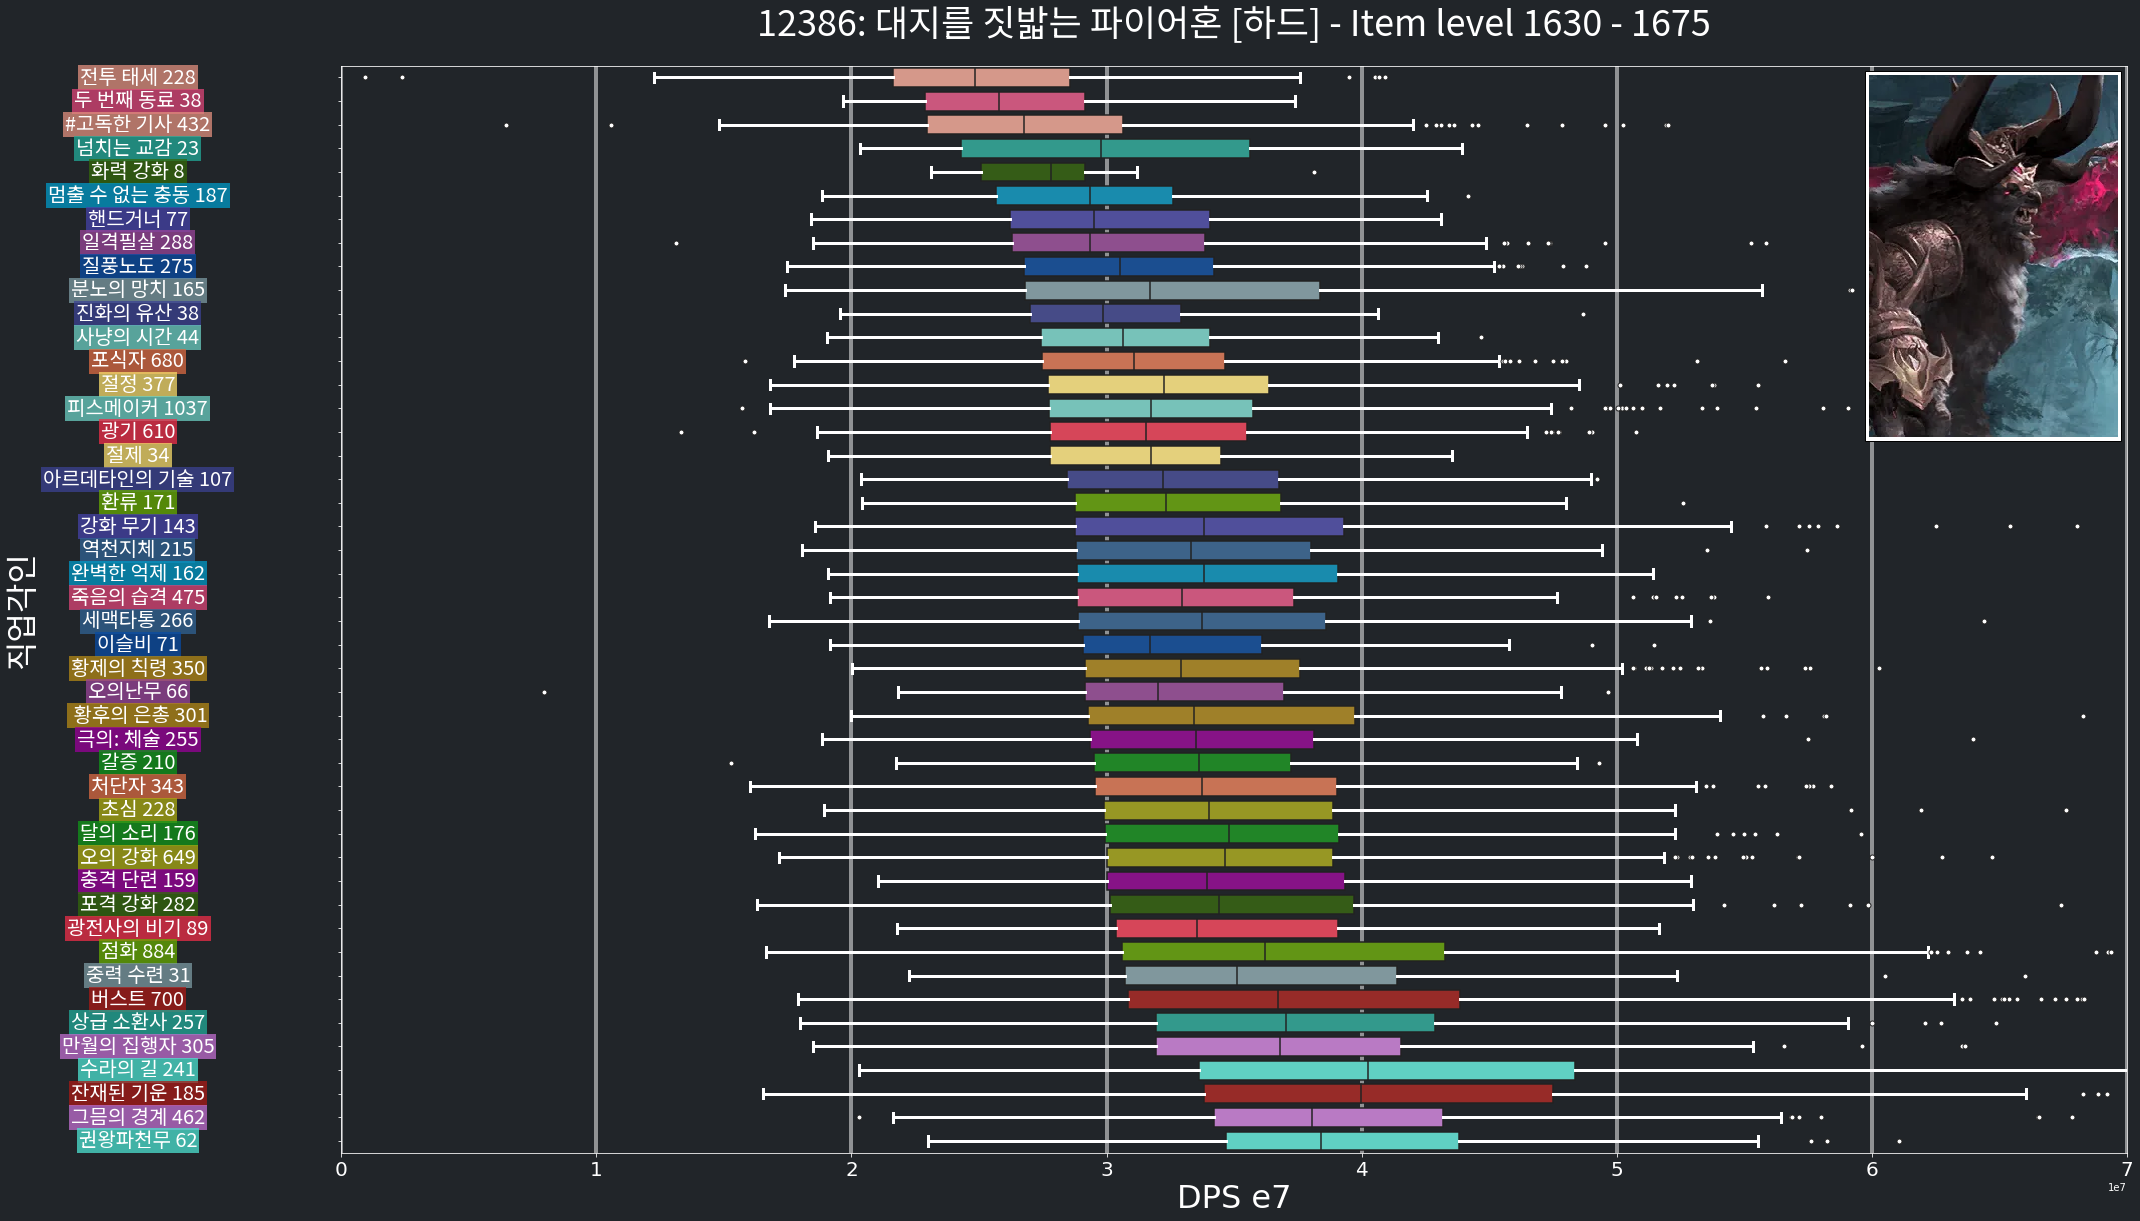 12386: 대지를 짓밟는 파이어혼 [하드] - Item level 1630 - 1675
전투 태세 228
두 번째 동료 38
#고독한 기사 432
넘치는 교감 23
화력 강화 8
멈출 수 없는 충동 187
핸드거너 77
일격필살 288
질풍노도 275
분노의 망치 165
진화의 유산 38
사냥의 시간 44
포식자 680
절정 377
피스메이커 1037
광기 610
절제 34
아르데타인의 기술 107
환류 171
강화 무기 143
역천지체 215
완벽한 억제 162
죽음의 습격 475
세맥타통 266
이슬비 71
황제의 칙령 350
오의난무 66
황후의 은총 301
극의: 체술 255
갈증 210
처단자 343
초심 228
달의 소리 176
오의 강화 649
충격 단련 159
포격 강화 282
광전사의 비기 89
점화 884
중력 수련 31
버스트 700
상급 소환사 257
만월의 집행자 305
수라의 길 241
잔재된 기운 185
그믐의 경계 462
권왕파천무 62
직업각인
0 1 2 3 4 5 6 7
DPS e7
1e7